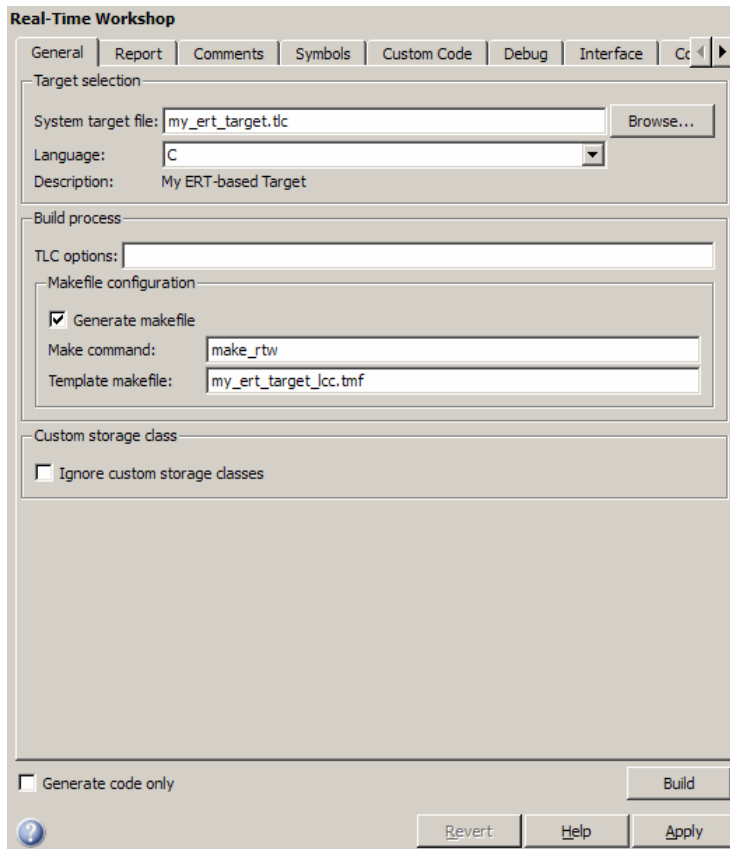 Real-Time Workshop
General Report Comments Symbols Custom Code Debug Interface
Target selection
System target file: my_ert_target.tlc Browse...
Language: C
Description: My ERT-based Target
Build process
TLC options:
Makefile configuration
Generate makefile
Make command: make_rtw
Template makefile: my_ert_target_lcc.tmf
Custom storage class
Ignore custom storage classes
Generate code only Build
Revert Help Apply